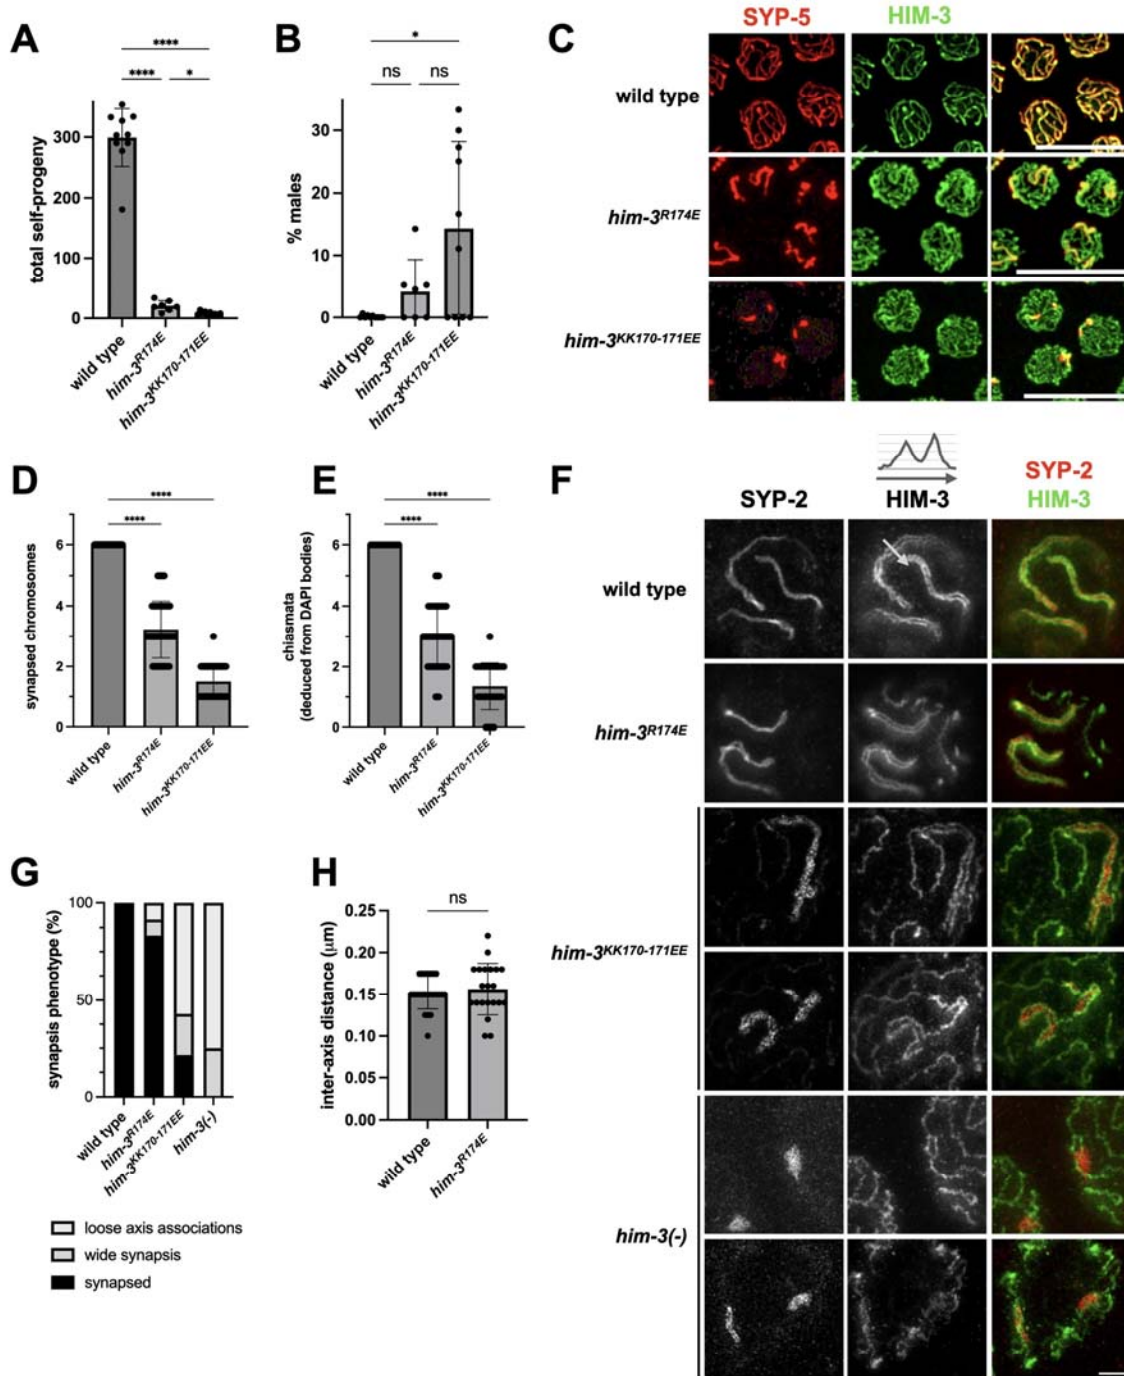 A
****
****
*
total self-progeny
300
200
100
0
wild type
him-3R174E
him-3KK170-171EE
B
*
ns
ns
% males
30
20
10
0
wild type
him-3R174E
him-3KK170-171EE
C
SYP-5
HIM-3
wild type
him-3R174E
him-3KK170-171EE
D
****
****
synapsed chromosomes
6
4
2
0
wild type
him-3R174E
him-3KK170-171EE
E
****
****
chiasmata
(deduced from DAPI bodies)
6
4
2
0
wild type
him-3R174E
him-3KK170-171EE
F
SYP-2
HIM-3
SYP-2
HIM-3
wild type
him-3R174E
him-3KK170-171EE
him-3(-)
G
synapsis phenotype (%)
100
50
0
wild type
him-3R174E
him-3KK170-171EE
him-3(-)
loose axis associations
wide synapsis
synapsed
H
ns
inter-axis distance (μm)
0.25
0.20
0.15
0.10
0.05
0.00
wild type
him-3R174E